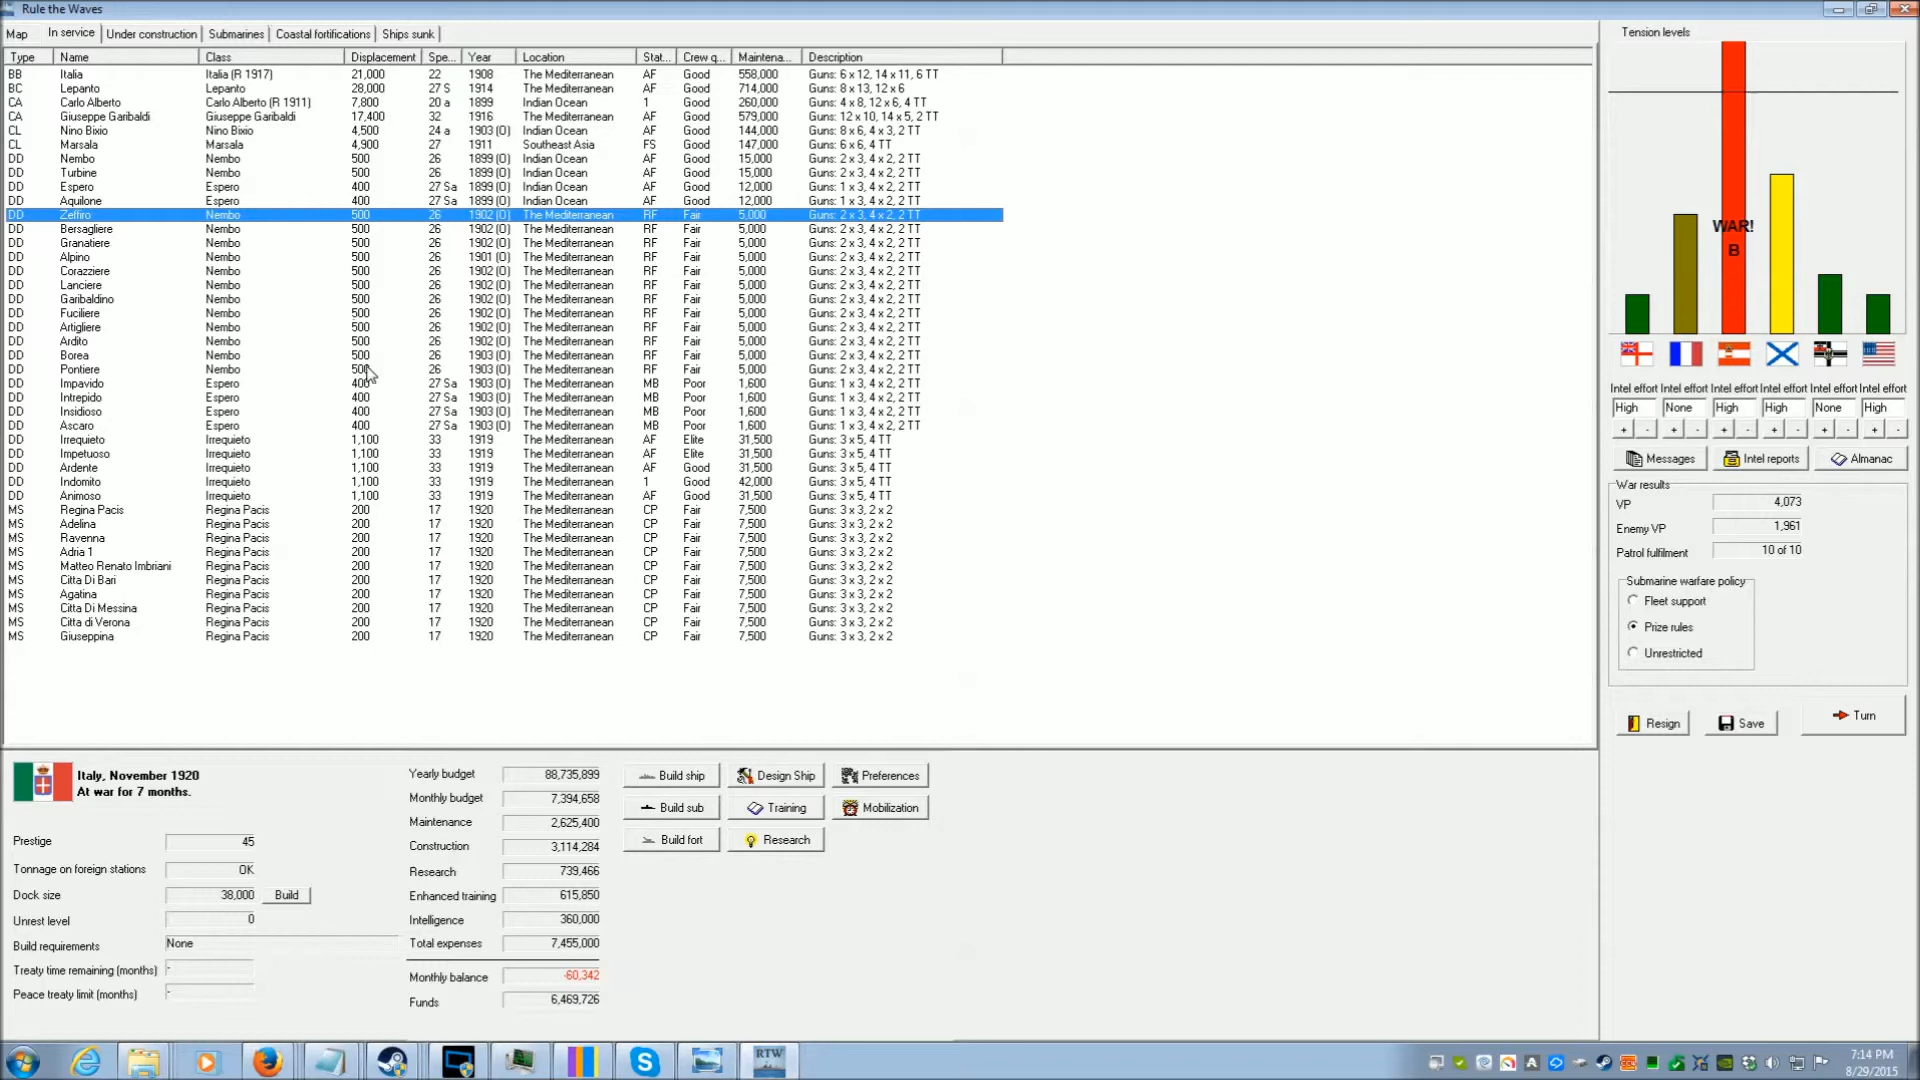 Rule the Waves
Map In service Under construction Submarines Coastal fortifications Ships sunk
Type Name Class Displacement Spe... Year Location Stat... Crew q... Maintena... Description
BB Italia Italia (R 1917) 21,000 22 1908 The Mediterranean AF Good 558,000 Guns: 6 x 12, 14 x 11, 6 TT
BC Lepanto Lepanto 28,000 27 S 1914 The Mediterranean AF Good 714,000 Guns: 8 x 13, 12 x 6
CA Carlo Alberto Carlo Alberto (R 1911) 7,800 20 a 1899 Indian Ocean 1 Good 260,000 Guns: 4 x 8, 12 x 6, 4 TT
CA Giuseppe Garibaldi Giuseppe Garibaldi 17,400 32 1916 The Mediterranean AF Good 579,000 Guns: 12 x 10, 14 x 5, 2 TT
CL Nino Bixio Nino Bixio 4,500 24 a 1903 (O) Indian Ocean AF Good 144,000 Guns: 8 x 6, 4 x 3, 2 TT
CL Marsala Marsala 4,900 27 1911 Southeast Asia FS Good 147,000 Guns: 6 x 6, 4 TT
DD Nembo Nembo 500 26 1899 (O) Indian Ocean AF Good 15,000 Guns: 2 x 3, 4 x 2, 2 TT
DD Turbine Nembo 500 26 1899 (O) Indian Ocean AF Good 15,000 Guns: 2 x 3, 4 x 2, 2 TT
DD Espero Espero 400 27 Sa 1899 (O) Indian Ocean AF Good 12,000 Guns: 1 x 3, 4 x 2, 2 TT
DD Aquilone Espero 400 27 Sa 1899 (O) Indian Ocean AF Good 12,000 Guns: 1 x 3, 4 x 2, 2 TT
DD Zeffiro Nembo 500 26 1902 (O) The Mediterranean RF Fair 5,000 Guns: 2 x 3, 4 x 2, 2 TT
DD Bersagliere Nembo 500 26 1902 (O) The Mediterranean RF Fair 5,000 Guns: 2 x 3, 4 x 2, 2 TT
DD Granatiere Nembo 500 26 1902 (O) The Mediterranean RF Fair 5,000 Guns: 2 x 3, 4 x 2, 2 TT
DD Alpino Nembo 500 26 1901 (O) The Mediterranean RF Fair 5,000 Guns: 2 x 3, 4 x 2, 2 TT
DD Corazziere Nembo 500 26 1902 (O) The Mediterranean RF Fair 5,000 Guns: 2 x 3, 4 x 2, 2 TT
DD Lanciere Nembo 500 26 1902 (O) The Mediterranean RF Fair 5,000 Guns: 2 x 3, 4 x 2, 2 TT
DD Garibaldino Nembo 500 26 1902 (O) The Mediterranean RF Fair 5,000 Guns: 2 x 3, 4 x 2, 2 TT
DD Fuciliere Nembo 500 26 1902 (O) The Mediterranean RF Fair 5,000 Guns: 2 x 3, 4 x 2, 2 TT
DD Artigliere Nembo 500 26 1902 (O) The Mediterranean RF Fair 5,000 Guns: 2 x 3, 4 x 2, 2 TT
DD Ardito Nembo 500 26 1902 (O) The Mediterranean RF Fair 5,000 Guns: 2 x 3, 4 x 2, 2 TT
DD Borea Nembo 500 26 1903 (O) The Mediterranean RF Fair 5,000 Guns: 2 x 3, 4 x 2, 2 TT
DD Pontiere Nembo 500 26 1903 (O) The Mediterranean RF Fair 5,000 Guns: 2 x 3, 4 x 2, 2 TT
DD Impavido Espero 400 27 Sa 1903 (O) The Mediterranean MB Poor 1,600 Guns: 1 x 3, 4 x 2, 2 TT
DD Intrepido Espero 400 27 Sa 1903 (O) The Mediterranean MB Poor 1,600 Guns: 1 x 3, 4 x 2, 2 TT
DD Insidioso Espero 400 27 Sa 1903 (O) The Mediterranean MB Poor 1,600 Guns: 1 x 3, 4 x 2, 2 TT
DD Ascaro Espero 400 27 Sa 1903 (O) The Mediterranean MB Poor 1,600 Guns: 1 x 3, 4 x 2, 2 TT
DD Irrequieto Irrequieto 1,100 33 1919 The Mediterranean AF Elite 31,500 Guns: 3 x 5, 4 TT
DD Impetuoso Irrequieto 1,100 33 1919 The Mediterranean AF Elite 31,500 Guns: 3 x 5, 4 TT
DD Ardente Irrequieto 1,100 33 1919 The Mediterranean AF Good 31,500 Guns: 3 x 5, 4 TT
DD Indomito Irrequieto 1,100 33 1919 The Mediterranean 1 Good 42,000 Guns: 3 x 5, 4 TT
DD Animoso Irrequieto 1,100 33 1919 The Mediterranean AF Good 31,500 Guns: 3 x 5, 4 TT
MS Regina Pacis Regina Pacis 200 17 1920 The Mediterranean CP Fair 7,500 Guns: 3 x 3, 2 x 2
MS Adelina Regina Pacis 200 17 1920 The Mediterranean CP Fair 7,500 Guns: 3 x 3, 2 x 2
MS Ravenna Regina Pacis 200 17 1920 The Mediterranean CP Fair 7,500 Guns: 3 x 3, 2 x 2
MS Adria 1 Regina Pacis 200 17 1920 The Mediterranean CP Fair 7,500 Guns: 3 x 3, 2 x 2
MS Matteo Renato Imbriani Regina Pacis 200 17 1920 The Mediterranean CP Fair 7,500 Guns: 3 x 3, 2 x 2
MS Citta Di Bari Regina Pacis 200 17 1920 The Mediterranean CP Fair 7,500 Guns: 3 x 3, 2 x 2
MS Agatina Regina Pacis 200 17 1920 The Mediterranean CP Fair 7,500 Guns: 3 x 3, 2 x 2
MS Citta Di Messina Regina Pacis 200 17 1920 The Mediterranean CP Fair 7,500 Guns: 3 x 3, 2 x 2
MS Citta di Verona Regina Pacis 200 17 1920 The Mediterranean CP Fair 7,500 Guns: 3 x 3, 2 x 2
MS Giuseppina Regina Pacis 200 17 1920 The Mediterranean CP Fair 7,500 Guns: 3 x 3, 2 x 2
Tension levels
WAR!
B
Intel effort Intel effort Intel effort Intel effort Intel effort Intel effort
High None High High None High
+ - + - + - + - + - + -
Messages Intel reports Almanac
War results
VP 4,073
Enemy VP 1,961
Patrol fulfilment 10 of 10
Submarine warfare policy
Fleet support
Prize rules
Unrestricted
Resign Save Turn
Italy, November 1920
At war for 7 months.
Prestige 45
Tonnage on foreign stations OK
Dock size 38,000 Build
Unrest level 0
Build requirements None
Treaty time remaining (months) -
Peace treaty limit (months) -
Yearly budget 88,735,899
Monthly budget 7,394,658
Maintenance 2,625,400
Construction 3,114,284
Research 739,466
Enhanced training 615,850
Intelligence 360,000
Total expenses 7,455,000
Monthly balance -60,342
Funds 6,469,726
Build ship Design Ship Preferences
Build sub Training Mobilization
Build fort Research
RTW
7:14 PM
8/29/2015